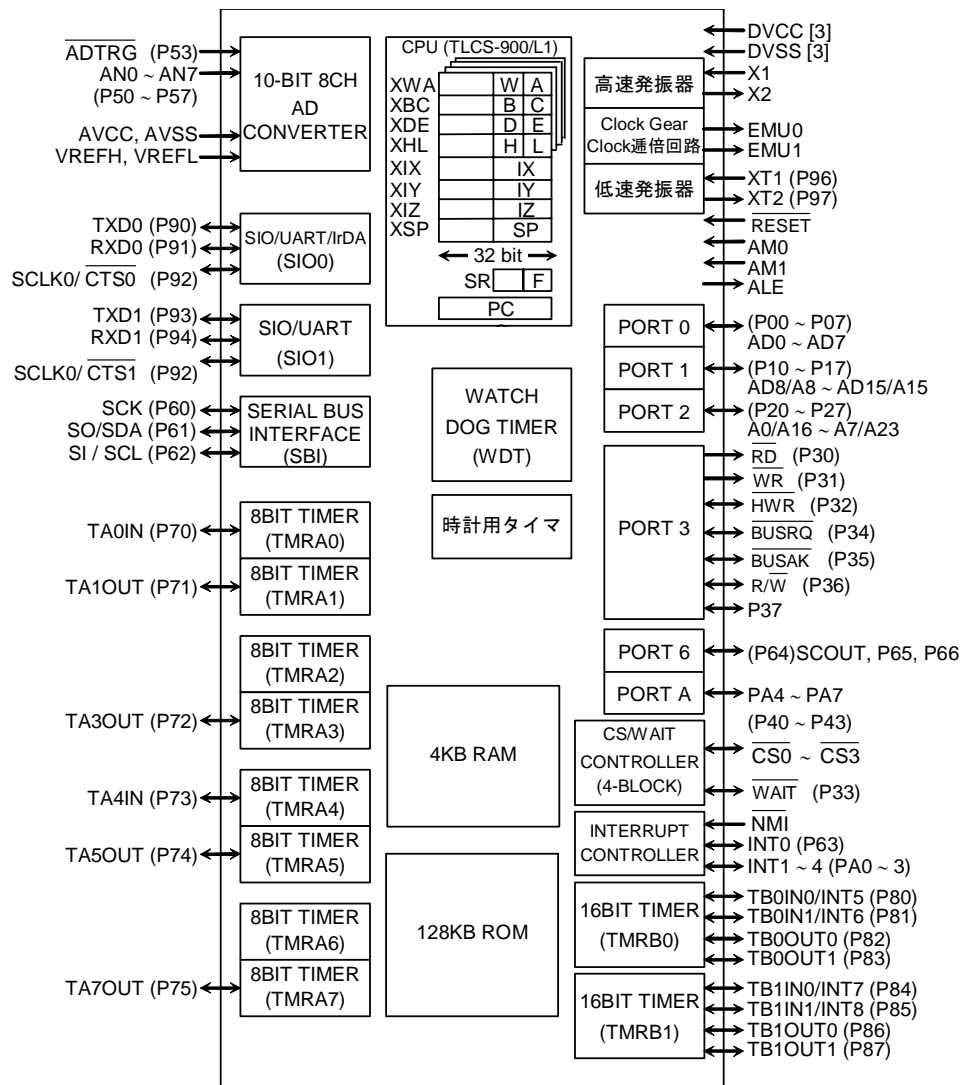 ADTRG (P53)
AN0 ~ AN7
(P50 ~ P57)
AVCC, AVSS
VREFH, VREFL
10-BIT 8CH
AD
CONVERTER
TXD0 (P90)
RXD0 (P91)
SCLK0/ CTS0 (P92)
SIO/UART/IrDA
(SIO0)
TXD1 (P93)
RXD1 (P94)
SCLK0/ CTS1 (P92)
SIO/UART
(SIO1)
SCK (P60)
SO/SDA (P61)
SI / SCL (P62)
SERIAL BUS
INTERFACE
(SBI)
TA0IN (P70)
8BIT TIMER
(TMRA0)
TA1OUT (P71)
8BIT TIMER
(TMRA1)
8BIT TIMER
(TMRA2)
TA3OUT (P72)
8BIT TIMER
(TMRA3)
TA4IN (P73)
8BIT TIMER
(TMRA4)
TA5OUT (P74)
8BIT TIMER
(TMRA5)
8BIT TIMER
(TMRA6)
TA7OUT (P75)
8BIT TIMER
(TMRA7)
CPU (TLCS-900/L1)
XWA W A
XBC B C
XDE D E
XHL H L
XIX IX
XIY IY
XIZ IZ
XSP SP
32 bit
SR F
PC
WATCH
DOG TIMER
(WDT)
時計用タイマ
4KB RAM
128KB ROM
DVCC [3]
DVSS [3]
高速発振器
X1
X2
Clock Gear
Clock逓倍回路
EMU0
EMU1
低速発振器
XT1 (P96)
XT2 (P97)
RESET
AM0
AM1
ALE
PORT 0
(P00 ~ P07)
AD0 ~ AD7
PORT 1
(P10 ~ P17)
AD8/A8 ~ AD15/A15
PORT 2
(P20 ~ P27)
A0/A16 ~ A7/A23
PORT 3
RD (P30)
WR (P31)
HWR (P32)
BUSRQ (P34)
BUSAK (P35)
R/W (P36)
P37
PORT 6
(P64)SCOUT, P65, P66
PORT A
PA4 ~ PA7
(P40 ~ P43)
CS/WAIT
CONTROLLER
(4-BLOCK)
CS0 ~ CS3
WAIT (P33)
INTERRUPT
CONTROLLER
NMI
INT0 (P63)
INT1 ~ 4 (PA0 ~ 3)
16BIT TIMER
(TMRB0)
TB0IN0/INT5 (P80)
TB0IN1/INT6 (P81)
TB0OUT0 (P82)
TB0OUT1 (P83)
16BIT TIMER
(TMRB1)
TB1IN0/INT7 (P84)
TB1IN1/INT8 (P85)
TB1OUT0 (P86)
TB1OUT1 (P87)